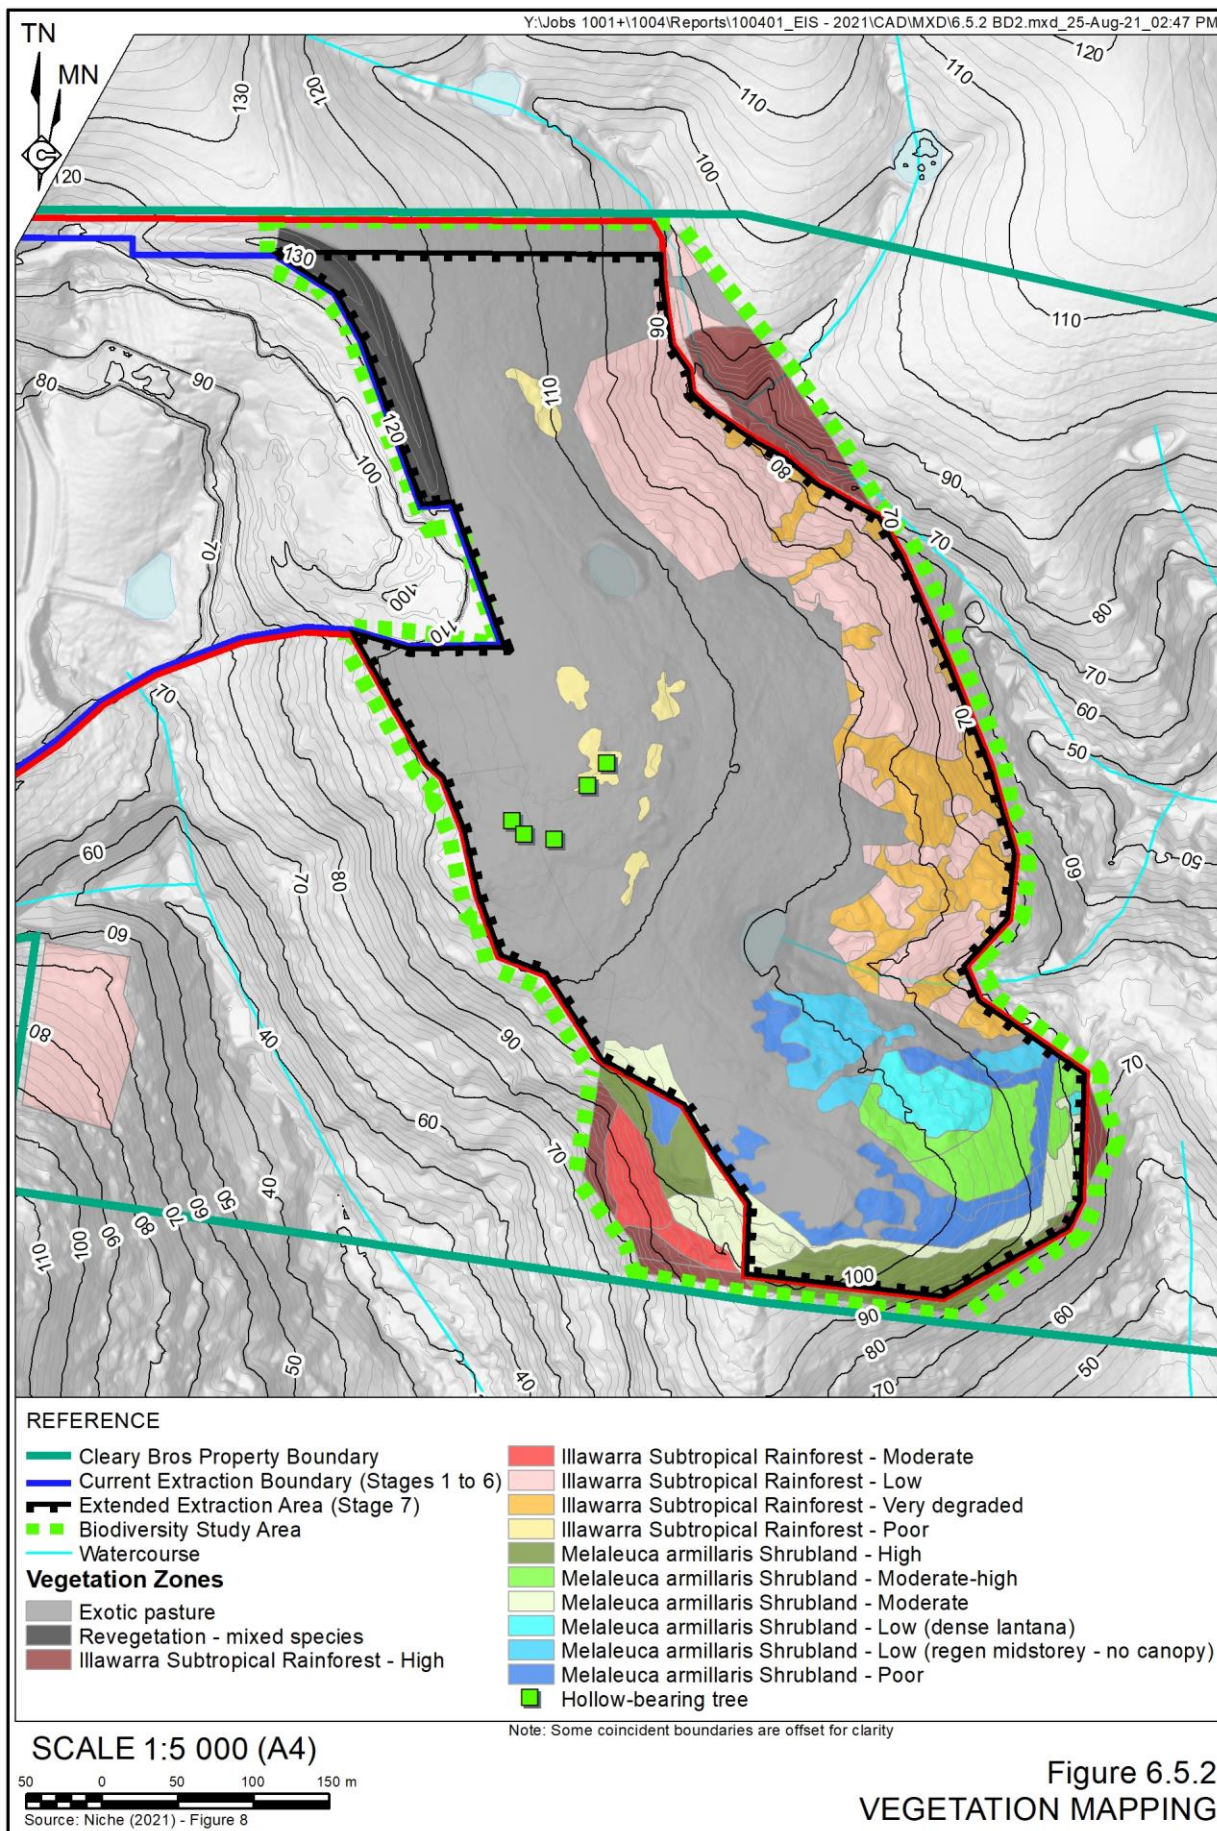 Y:\Jobs 1001+\1004\Reports\100401_EIS - 2021\CAD\MXD\6.5.2 BD2.mxd_25-Aug-21_02:47 PM
TN
MN
130
120
120
110
110
120
100
130
110
90
80
90
110
120
100
80
90
70
70
70
100
110
80
70
70
60
50
70
60
70
80
60
50
60
80
40
90
60
70
70
110
100
90
80
70
60
50
40
50
40
100
90
80
70
60
50
REFERENCE
Cleary Bros Property Boundary
Current Extraction Boundary (Stages 1 to 6)
Extended Extraction Area (Stage 7)
Biodiversity Study Area
Watercourse
Vegetation Zones
Exotic pasture
Revegetation - mixed species
Illawarra Subtropical Rainforest - High
Illawarra Subtropical Rainforest - Moderate
Illawarra Subtropical Rainforest - Low
Illawarra Subtropical Rainforest - Very degraded
Illawarra Subtropical Rainforest - Poor
Melaleuca armillaris Shrubland - High
Melaleuca armillaris Shrubland - Moderate-high
Melaleuca armillaris Shrubland - Moderate
Melaleuca armillaris Shrubland - Low (dense lantana)
Melaleuca armillaris Shrubland - Low (regen midstorey - no canopy)
Melaleuca armillaris Shrubland - Poor
Hollow-bearing tree
Note: Some coincident boundaries are offset for clarity
SCALE 1:5 000 (A4)
50 0 50 100 150 m
Source: Niche (2021) - Figure 8
Figure 6.5.2
VEGETATION MAPPING